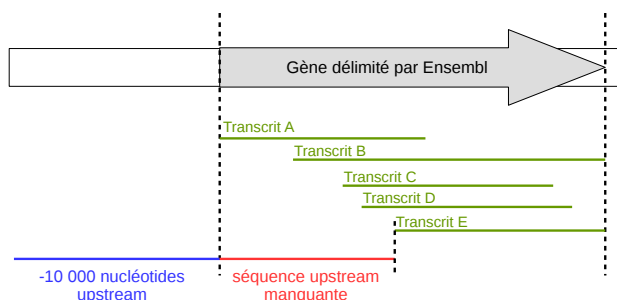 Gène délimité par Ensembl
Transcrit A
Transcrit B
Transcrit C
Transcrit D
Transcrit E
-10 000 nucléotides
upstream
séquence upstream
manquante